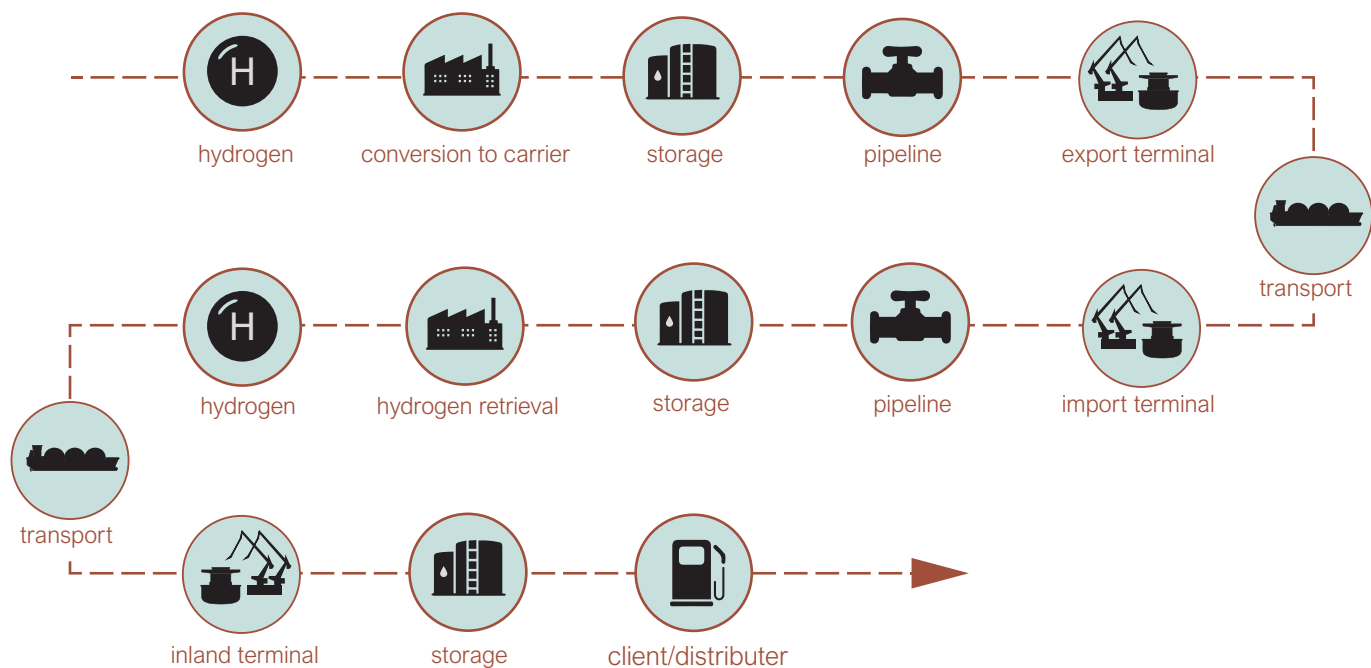 H
hydrogen
conversion to carrier
storage
pipeline
export terminal
transport
import terminal
pipeline
storage
hydrogen retrieval
H
hydrogen
transport
inland terminal
storage
client/distributer